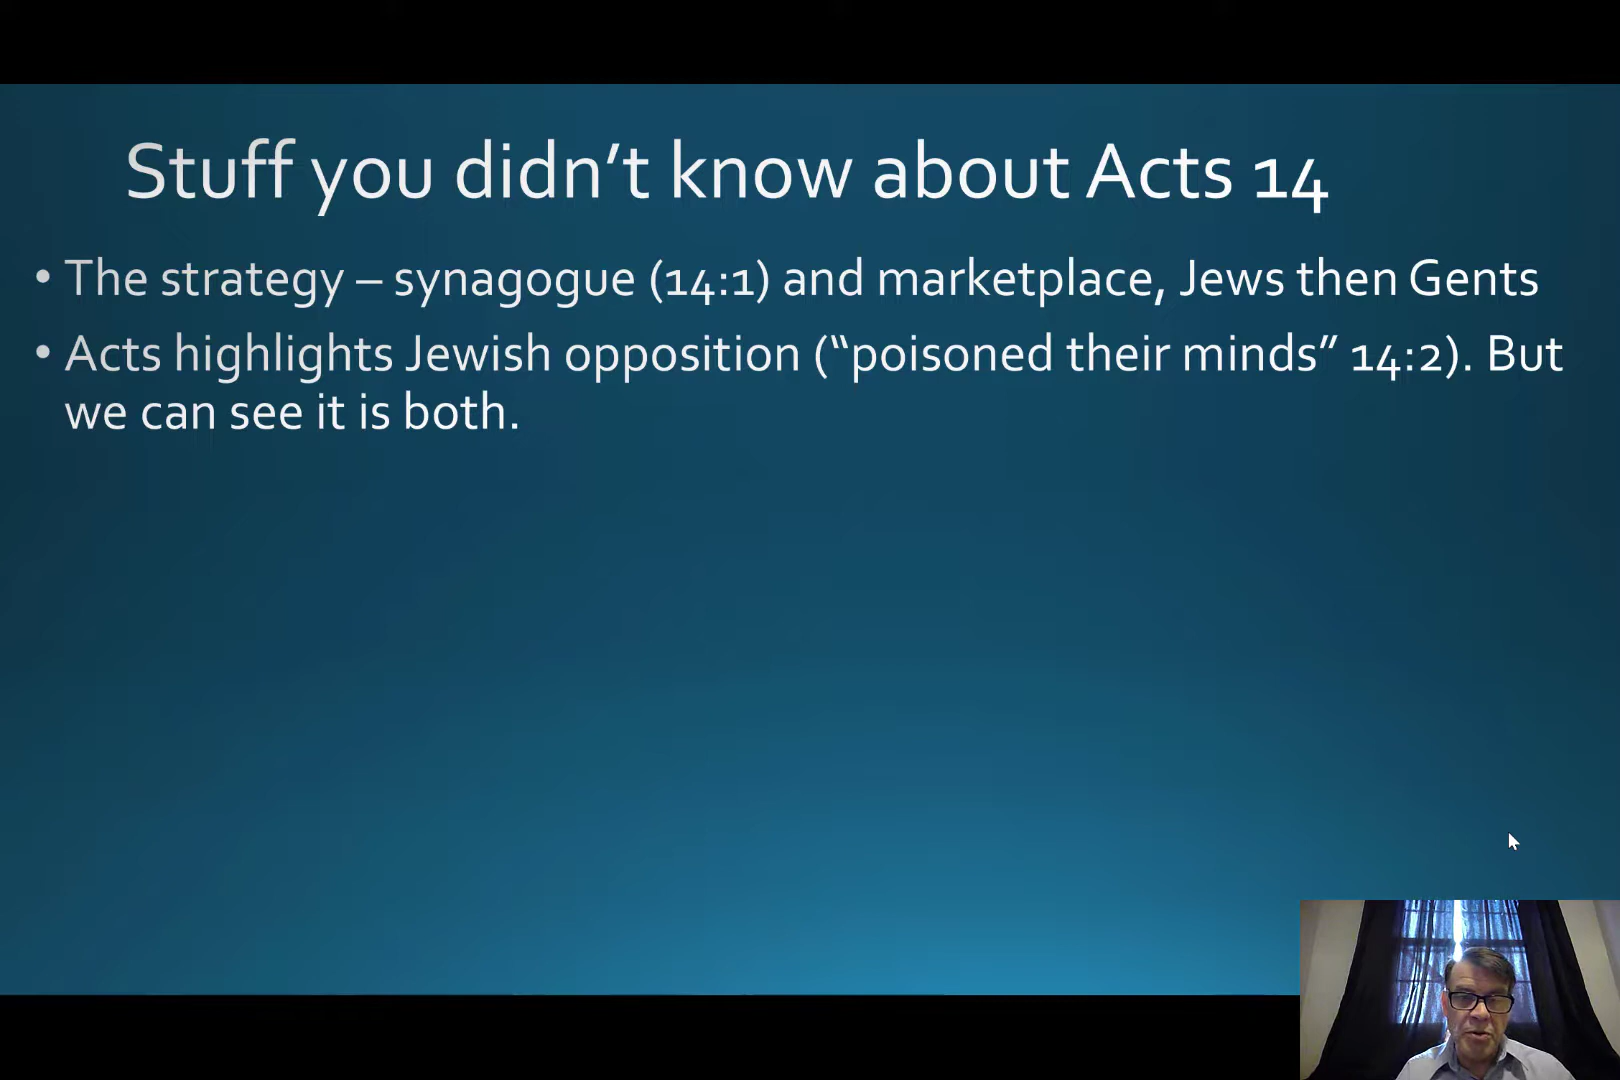 Stuff you didn’t know about Acts 14
• The strategy – synagogue (14:1) and marketplace, Jews then Gents
• Acts highlights Jewish opposition (“poisoned their minds” 14:2). But
we can see it is both.